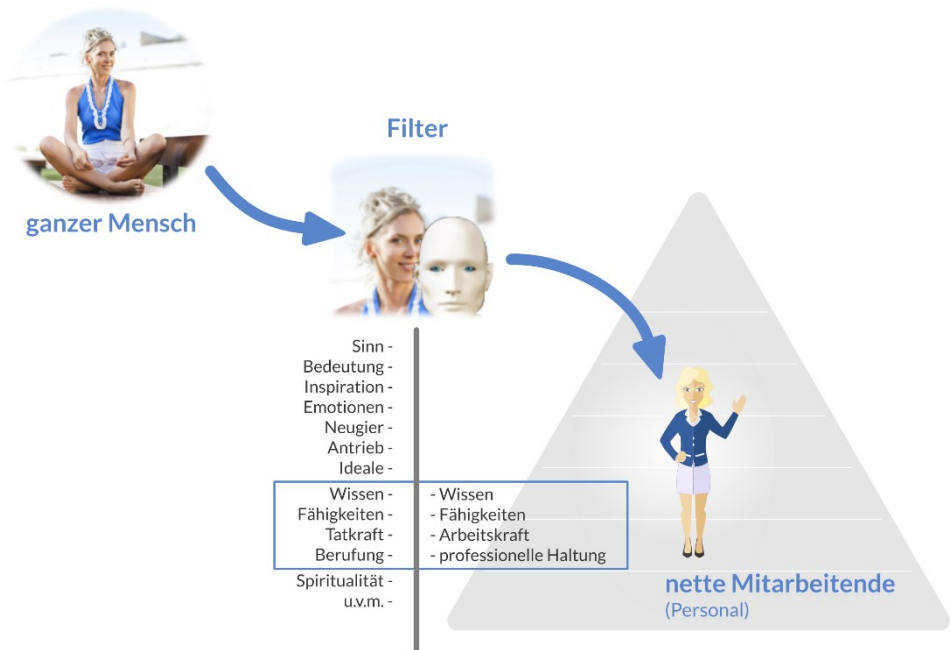 ganzer Mensch
Filter
Sinn -
Bedeutung -
Inspiration -
Emotionen -
Neugier -
Antrieb -
Ideale -
Wissen -
Fähigkeiten -
Tatkraft -
Berufung -
Spiritualität -
u.v.m. -
- Wissen
- Fähigkeiten
- Arbeitskraft
- professionelle Haltung
nette Mitarbeitende
(Personal)